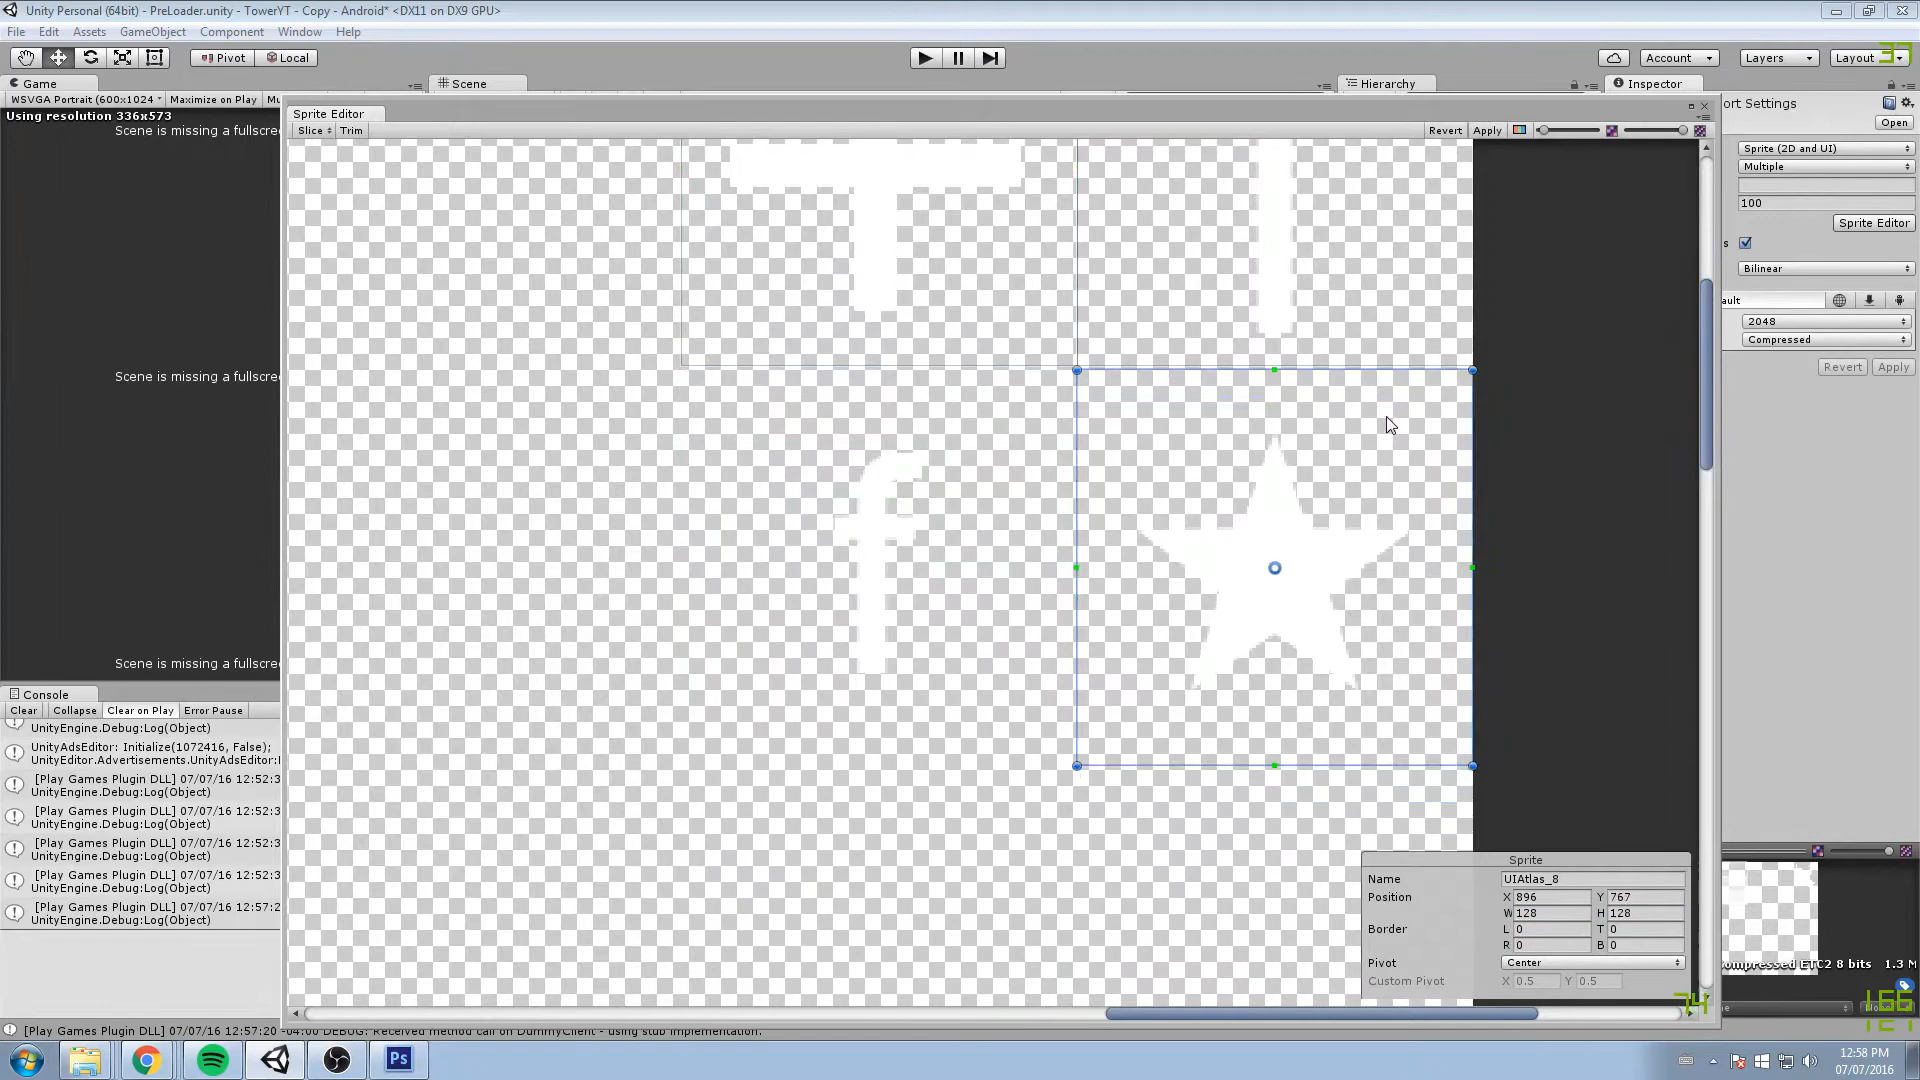 Unity Personal (64bit) - PreLoader.unity - TowerYT - Copy - Android* <DX11 on DX9 GPU>
File Edit Assets GameObject Component Window Help
Pivot Local
Account Layers Layout
37
Game
Scene
Hierarchy
Inspector
WSVGA Portrait (600x1024 Maximize on Play Mu
Using resolution 336x573
Scene is missing a fullscree
Scene is missing a fullscree
Scene is missing a fullscree
Sprite Editor
Slice Trim
Revert Apply
T
f
ort Settings
Open
Sprite (2D and UI)
Multiple
100
Sprite Editor
s
Bilinear
ault
2048
Compressed
Revert Apply
Console
Clear Collapse Clear on Play Error Pause
UnityEngine.Debug:Log(Object)
UnityAdsEditor: Initialize(1072416, False);
UnityEditor.Advertisements.UnityAdsEditor:
[Play Games Plugin DLL] 07/07/16 12:52:3
UnityEngine.Debug:Log(Object)
[Play Games Plugin DLL] 07/07/16 12:52:3
UnityEngine.Debug:Log(Object)
[Play Games Plugin DLL] 07/07/16 12:52:3
UnityEngine.Debug:Log(Object)
[Play Games Plugin DLL] 07/07/16 12:52:3
UnityEngine.Debug:Log(Object)
[Play Games Plugin DLL] 07/07/16 12:57:2
UnityEngine.Debug:Log(Object)
Sprite
Name UIAtlas_8
Position X 896 Y 767
W 128 H 128
Border L 0 T 0
R 0 B 0
Pivot Center
Custom Pivot X 0.5 Y 0.5
ompressed ETC2 8 bits 1.3 M
74
166
[Play Games Plugin DLL] 07/07/16 12:57:20 -04:00 DEBUG: Received method call on DummyClient - using stub implementation.
Ps
12:58 PM
07/07/2016